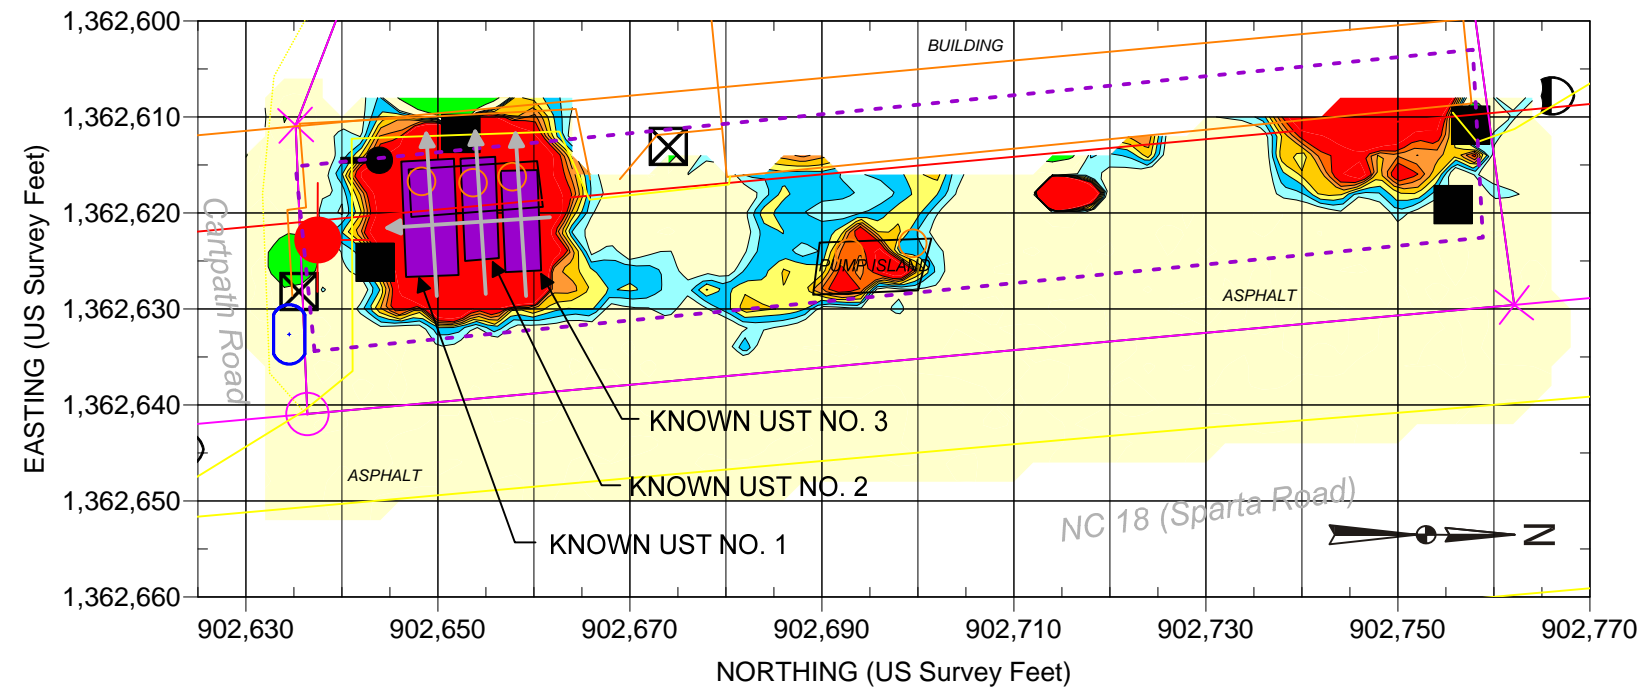 1,362,600
1,362,610
1,362,620
1,362,630
1,362,640
1,362,650
1,362,660
EASTING (US Survey Feet)
BUILDING
Cartpath Road
PUMP ISLAND
ASPHALT
KNOWN UST NO. 3
ASPHALT
KNOWN UST NO. 2
NC 18 (Sparta Road)
KNOWN UST NO. 1
N
902,630
902,650
902,670
902,690
902,710
902,730
902,750
902,770
NORTHING (US Survey Feet)